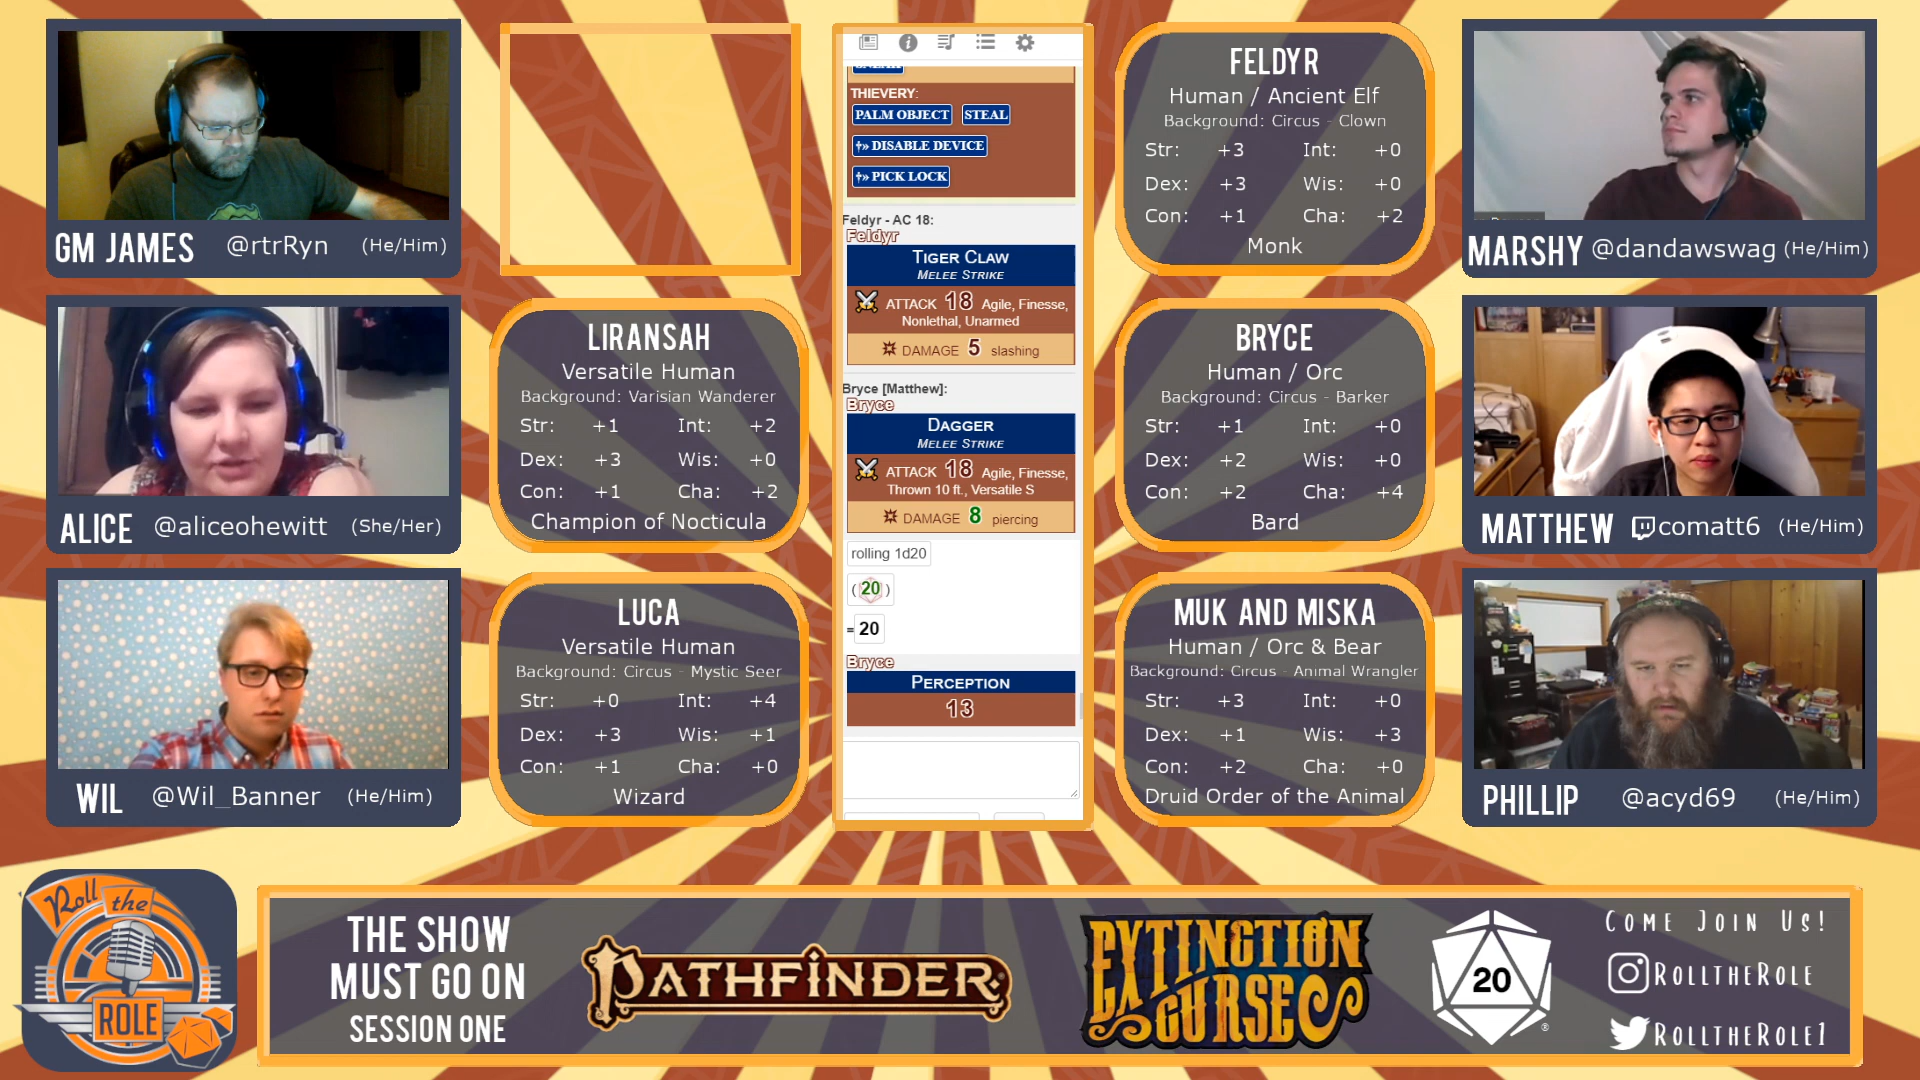 GM JAMES @rtrRyn (He/Him)
ALICE @aliceohewitt (She/Her)
WIL @Wil_Banner (He/Him)
LIRANSAH
Versatile Human
Background: Varisian Wanderer
Str: +1 Int: +2
Dex: +3 Wis: +0
Con: +1 Cha: +2
Champion of Nocticula
LUCA
Versatile Human
Background: Circus - Mystic Seer
Str: +0 Int: +4
Dex: +3 Wis: +1
Con: +1 Cha: +0
Wizard
THIEVERY:
PALM OBJECT STEAL
DISABLE DEVICE
PICK LOCK
Feldyr - AC 18:
Feldyr
TIGER CLAW
MELEE STRIKE
ATTACK 18 Agile, Finesse,
Nonlethal, Unarmed
DAMAGE 5 slashing
Bryce [Matthew]:
Bryce
DAGGER
MELEE STRIKE
ATTACK 18 Agile, Finesse,
Thrown 10 ft., Versatile S
DAMAGE 8 piercing
rolling 1d20
(20)
=20
Bryce
PERCEPTION
13
FELDYR
Human / Ancient Elf
Background: Circus - Clown
Str: +3 Int: +0
Dex: +3 Wis: +0
Con: +1 Cha: +2
Monk
BRYCE
Human / Orc
Background: Circus - Barker
Str: +1 Int: +0
Dex: +2 Wis: +0
Con: +2 Cha: +4
Bard
MUK AND MISKA
Human / Orc & Bear
Background: Circus - Animal Wrangler
Str: +3 Int: +0
Dex: +1 Wis: +3
Con: +2 Cha: +0
Druid Order of the Animal
MARSHY @dandawswag (He/Him)
MATTHEW comatt6 (He/Him)
PHILLIP @acyd69 (He/Him)
Roll the
ROLE
THE SHOW
MUST GO ON
SESSION ONE
PATHFINDER
EXTINCTION
CURSE
20
COME JOIN US!
ROLLTHEROLE
ROLLTHEROLE1